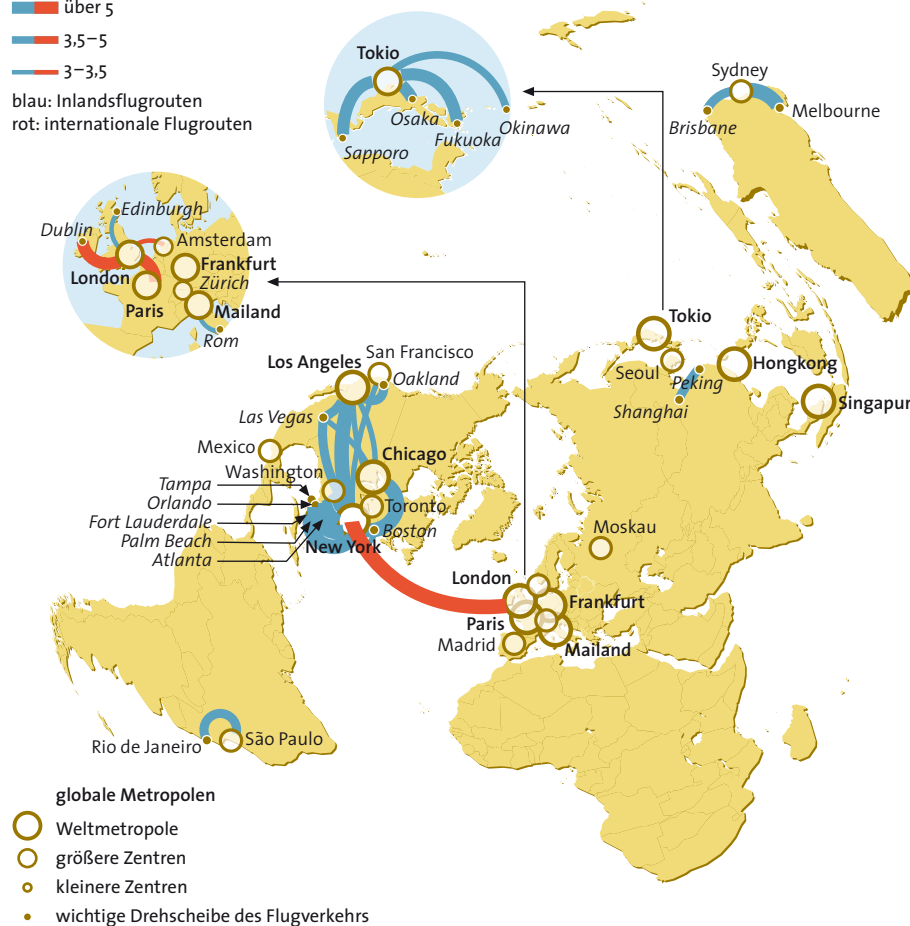 über 5
3,5–5
3–3,5
blau: Inlandsflugrouten
rot: internationale Flugrouten
Tokio
Osaka
Fukuoka
Okinawa
Sapporo
Sydney
Brisbane
Melbourne
Edinburgh
Dublin
Amsterdam
London
Frankfurt
Zürich
Paris
Mailand
Rom
Tokio
Seoul
Peking
Hongkong
Shanghai
Singapur
Los Angeles
San Francisco
Oakland
Las Vegas
Mexico
Chicago
Washington
Tampa
Orlando
Toronto
Fort Lauderdale
Boston
Palm Beach
New York
Atlanta
Moskau
London
Frankfurt
Paris
Madrid
Mailand
Rio de Janeiro
São Paulo
globale Metropolen
Weltmetropole
größere Zentren
kleinere Zentren
wichtige Drehscheibe des Flugverkehrs